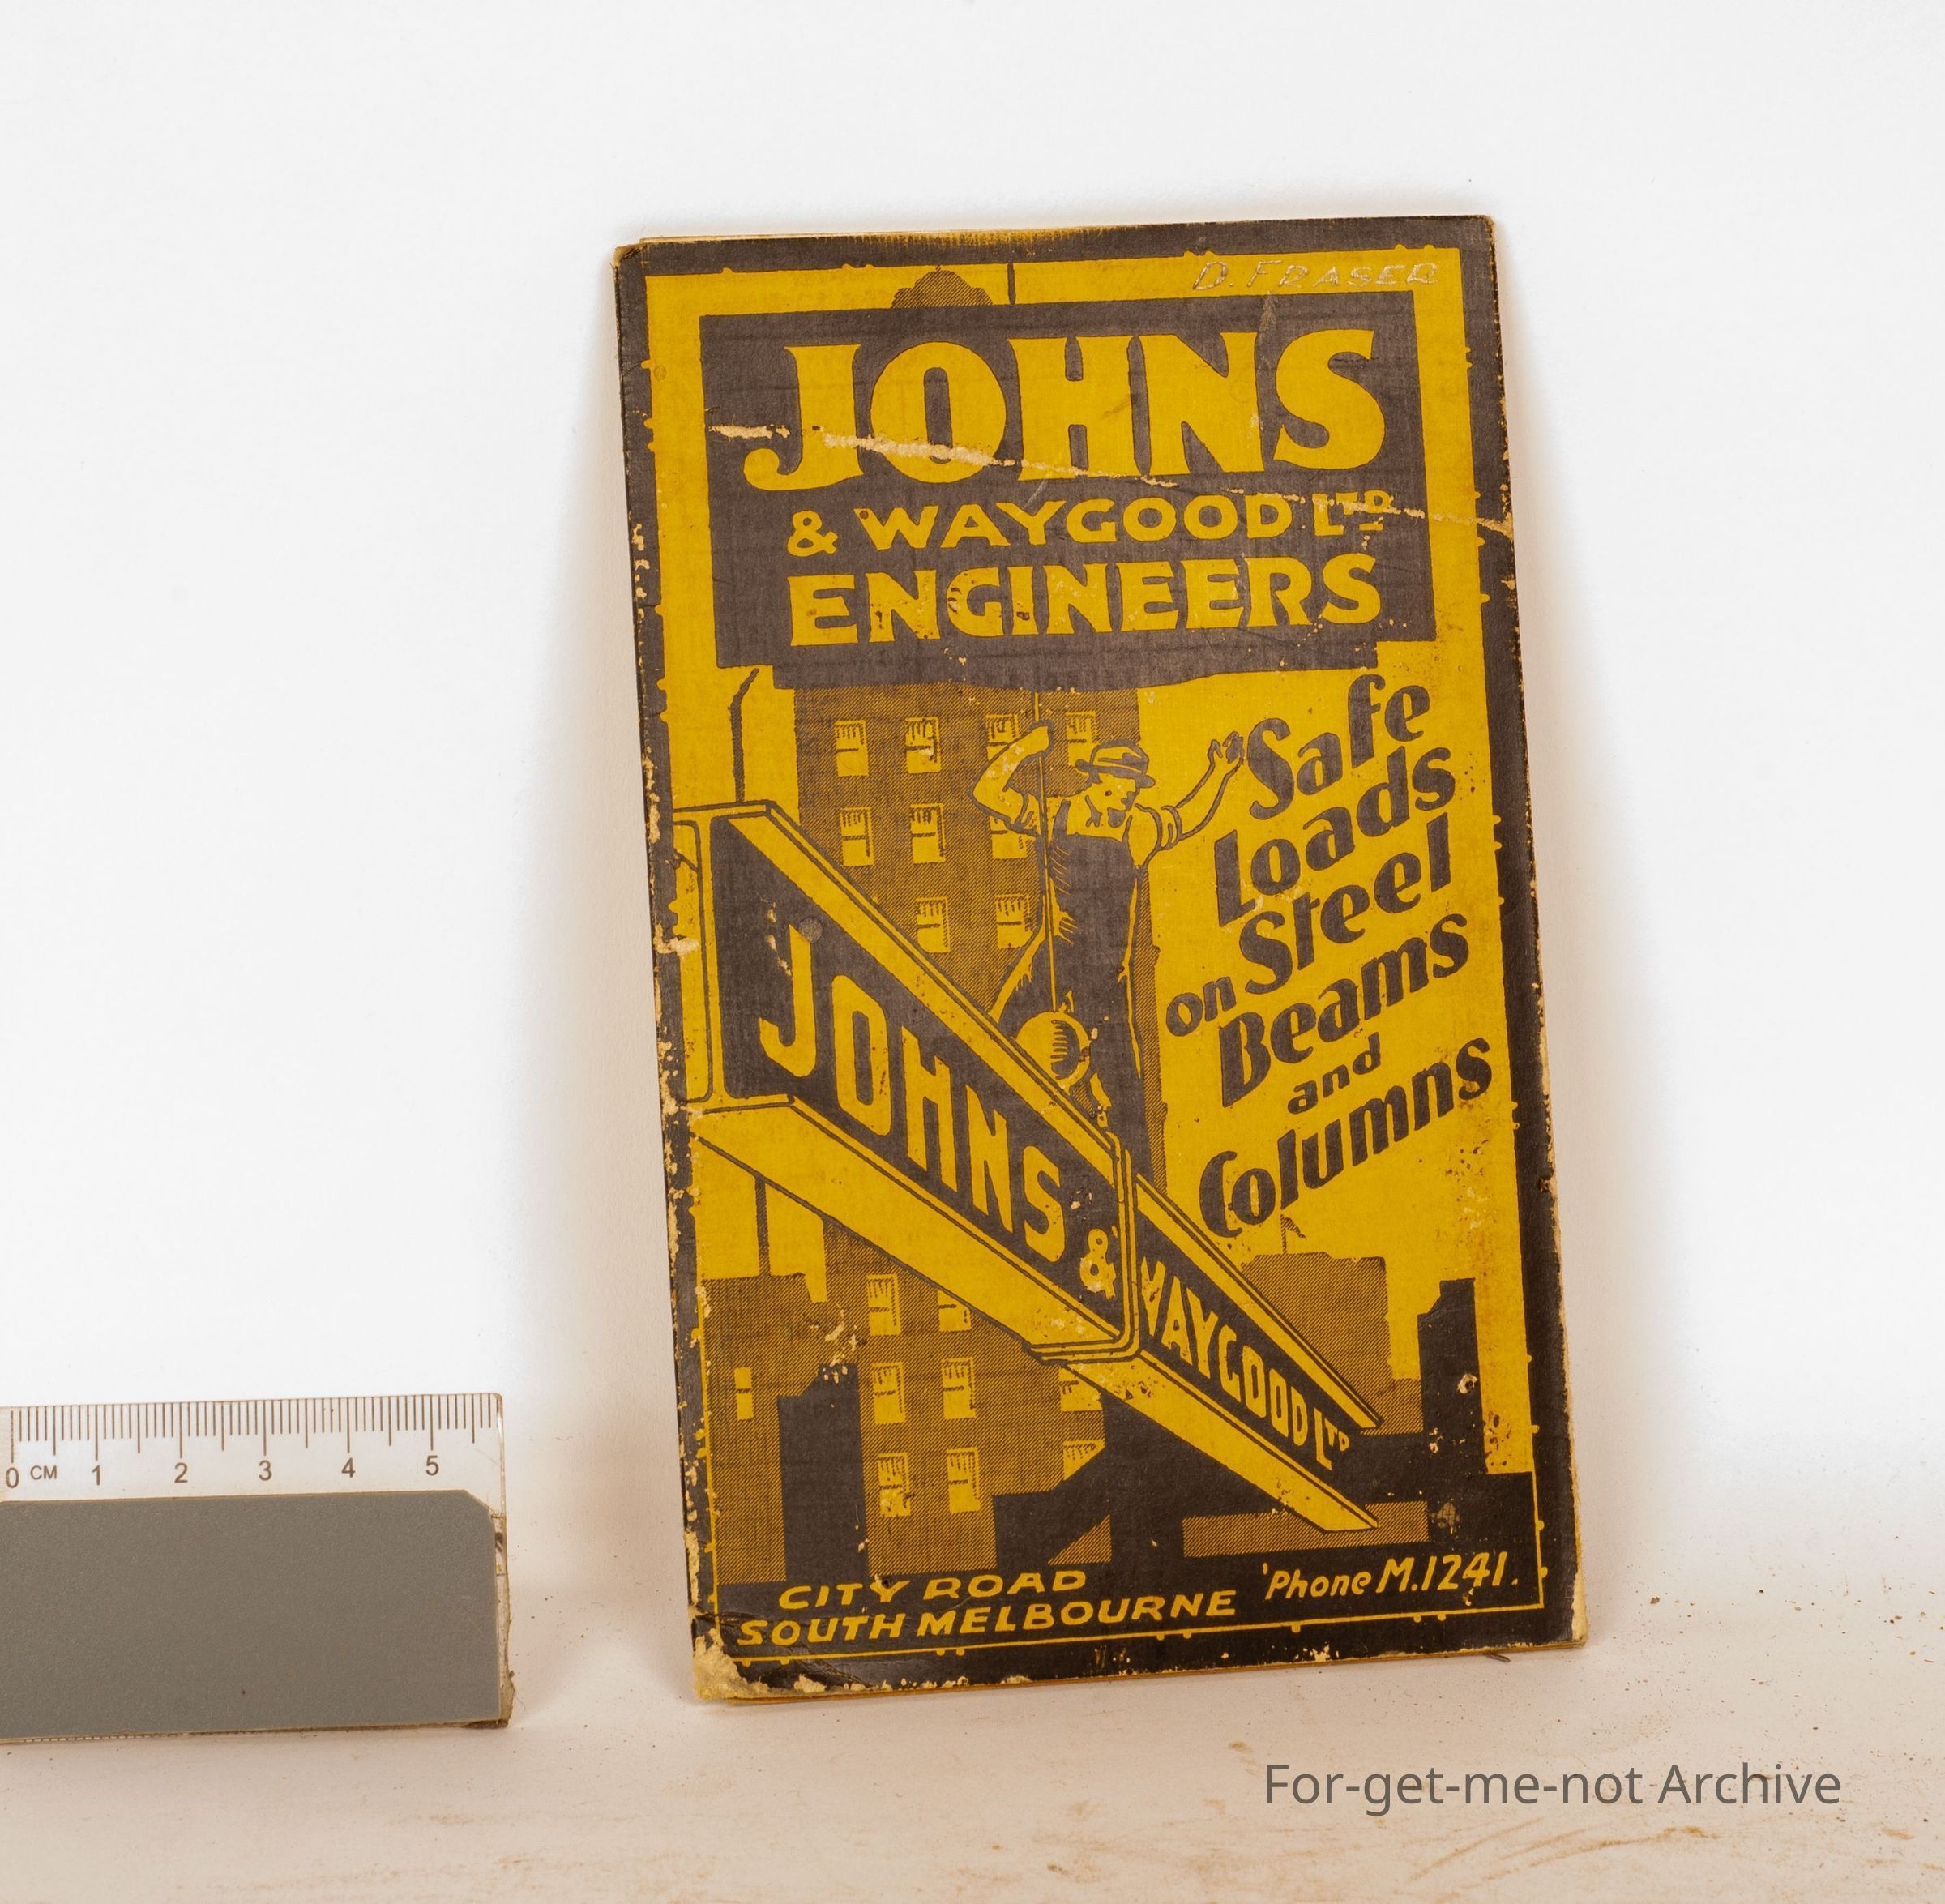 D. FRASER
JOHNS
& WAYGOOD LTD
ENGINEERS
Safe
Loads
on Steel
Beams
and
Columns
JOHNS & WAYGOOD LTD
CITY ROAD
SOUTH MELBOURNE
'Phone M.1241.
0 CM 1 2 3 4 5
For-get-me-not Archive